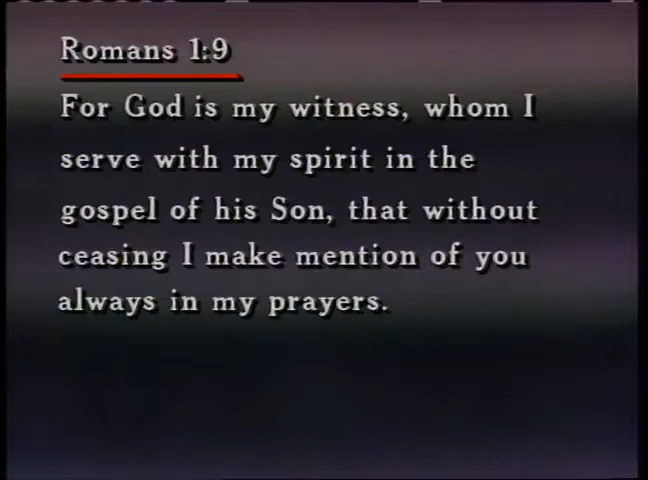 Romans 1:9
For God is my witness, whom I
serve with my spirit in the
gospel of his Son, that without
ceasing I make mention of you
always in my prayers.